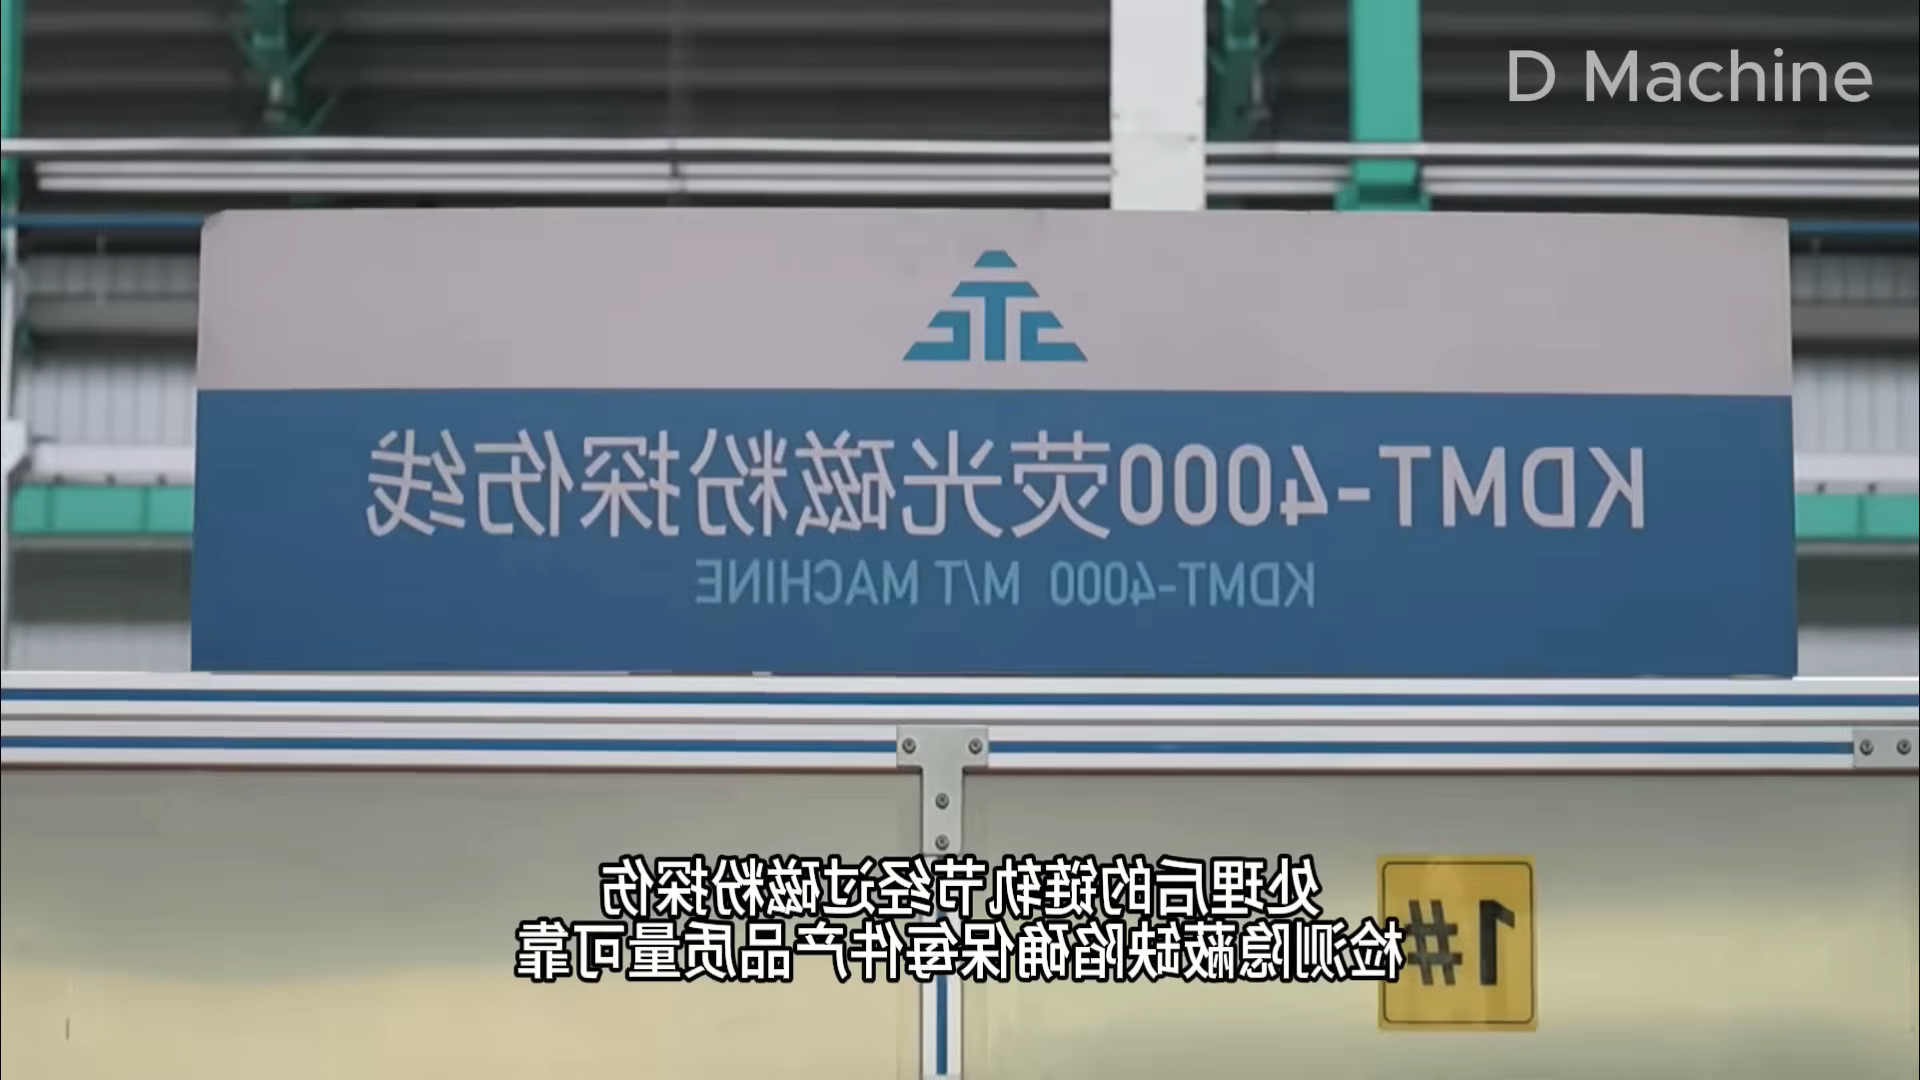 D Machine
KDMT-4000荧光磁粉探伤线
KDMT-4000 M/T MACHINE
1#
处理后的链轨节经过磁粉探伤
检测隐蔽缺陷确保每件产品质量可靠